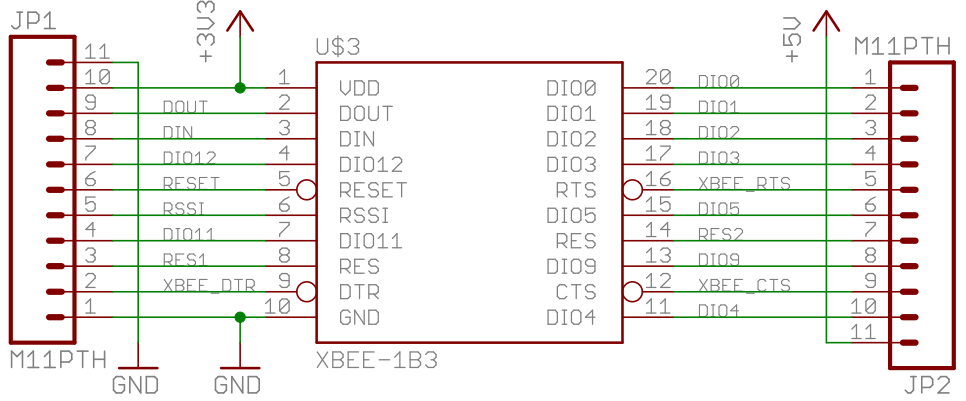 JP1
+3V3
U$3
+5V
M11PTH
11
10 1 VDD DIO0 20 DIO0 1
9 DOUT 2 DOUT DIO1 19 DIO1 2
8 DIN 3 DIN DIO2 18 DIO2 3
7 DIO12 4 DIO12 DIO3 17 DIO3 4
6 RESET 5 RESET RTS 16 XBEE_RTS 5
5 RSSI 6 RSSI DIO5 15 DIO5 6
4 DIO11 7 DIO11 RES 14 RES2 7
3 RES1 8 RES DIO9 13 DIO9 8
2 XBEE_DTR 9 DTR CTS 12 XBEE_CTS 9
1 10 GND DIO4 11 DIO4 10
11
M11PTH
XBEE-1B3
GND
GND
JP2